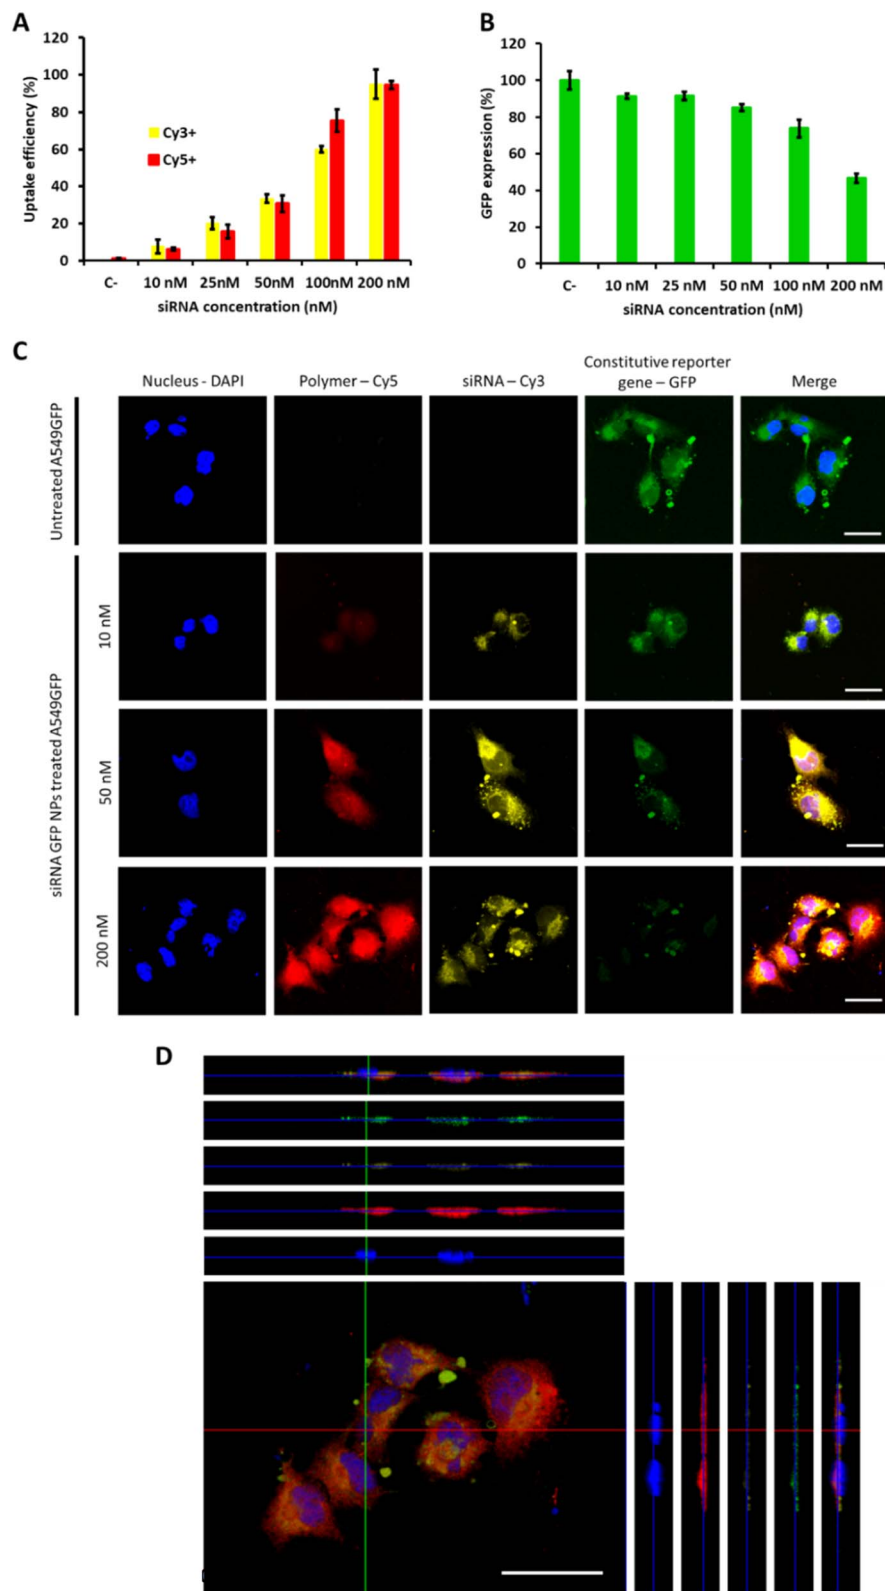 A
120
100
80
60
40
20
0
Uptake efficiency (%)
Cy3+
Cy5+
C- 10 nM 25nM 50nM 100nM 200 nM
siRNA concentration (nM)
B
120
100
80
60
40
20
0
GFP expression (%)
C- 10 nM 25 nM 50 nM 100 nM 200 nM
siRNA concentration (nM)
C
Nucleus - DAPI
Polymer – Cy5
siRNA – Cy3
Constitutive reporter
gene – GFP
Merge
Untreated A549GFP
siRNA GFP NPs treated A549GFP
10 nM
50 nM
200 nM
D